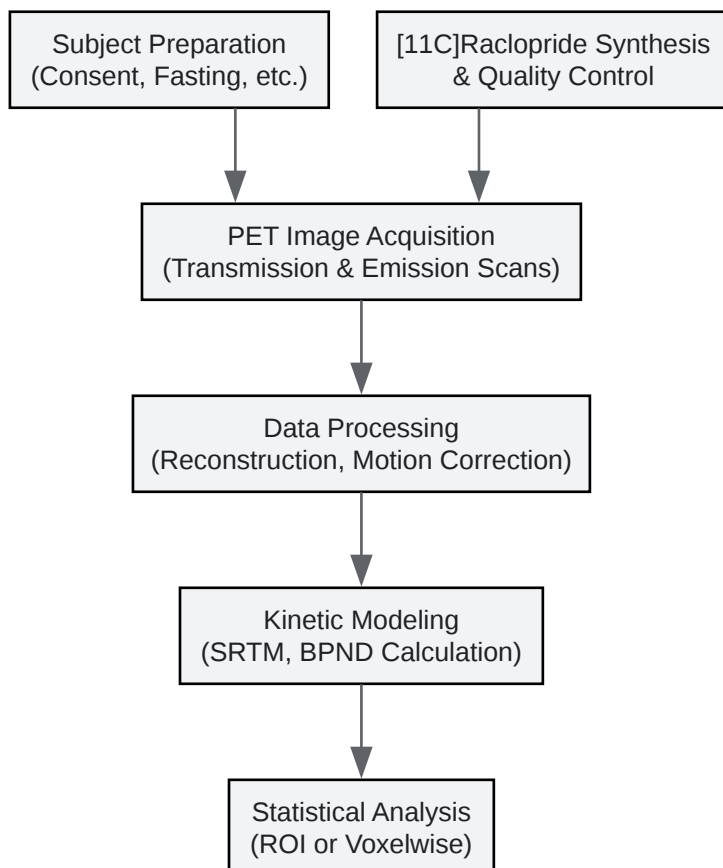 Subject Preparation
(Consent, Fasting, etc.)
[11C]Raclopride Synthesis
& Quality Control
PET Image Acquisition
(Transmission & Emission Scans)
Data Processing
(Reconstruction, Motion Correction)
Kinetic Modeling
(SRTM, BPND Calculation)
Statistical Analysis
(ROI or Voxelwise)